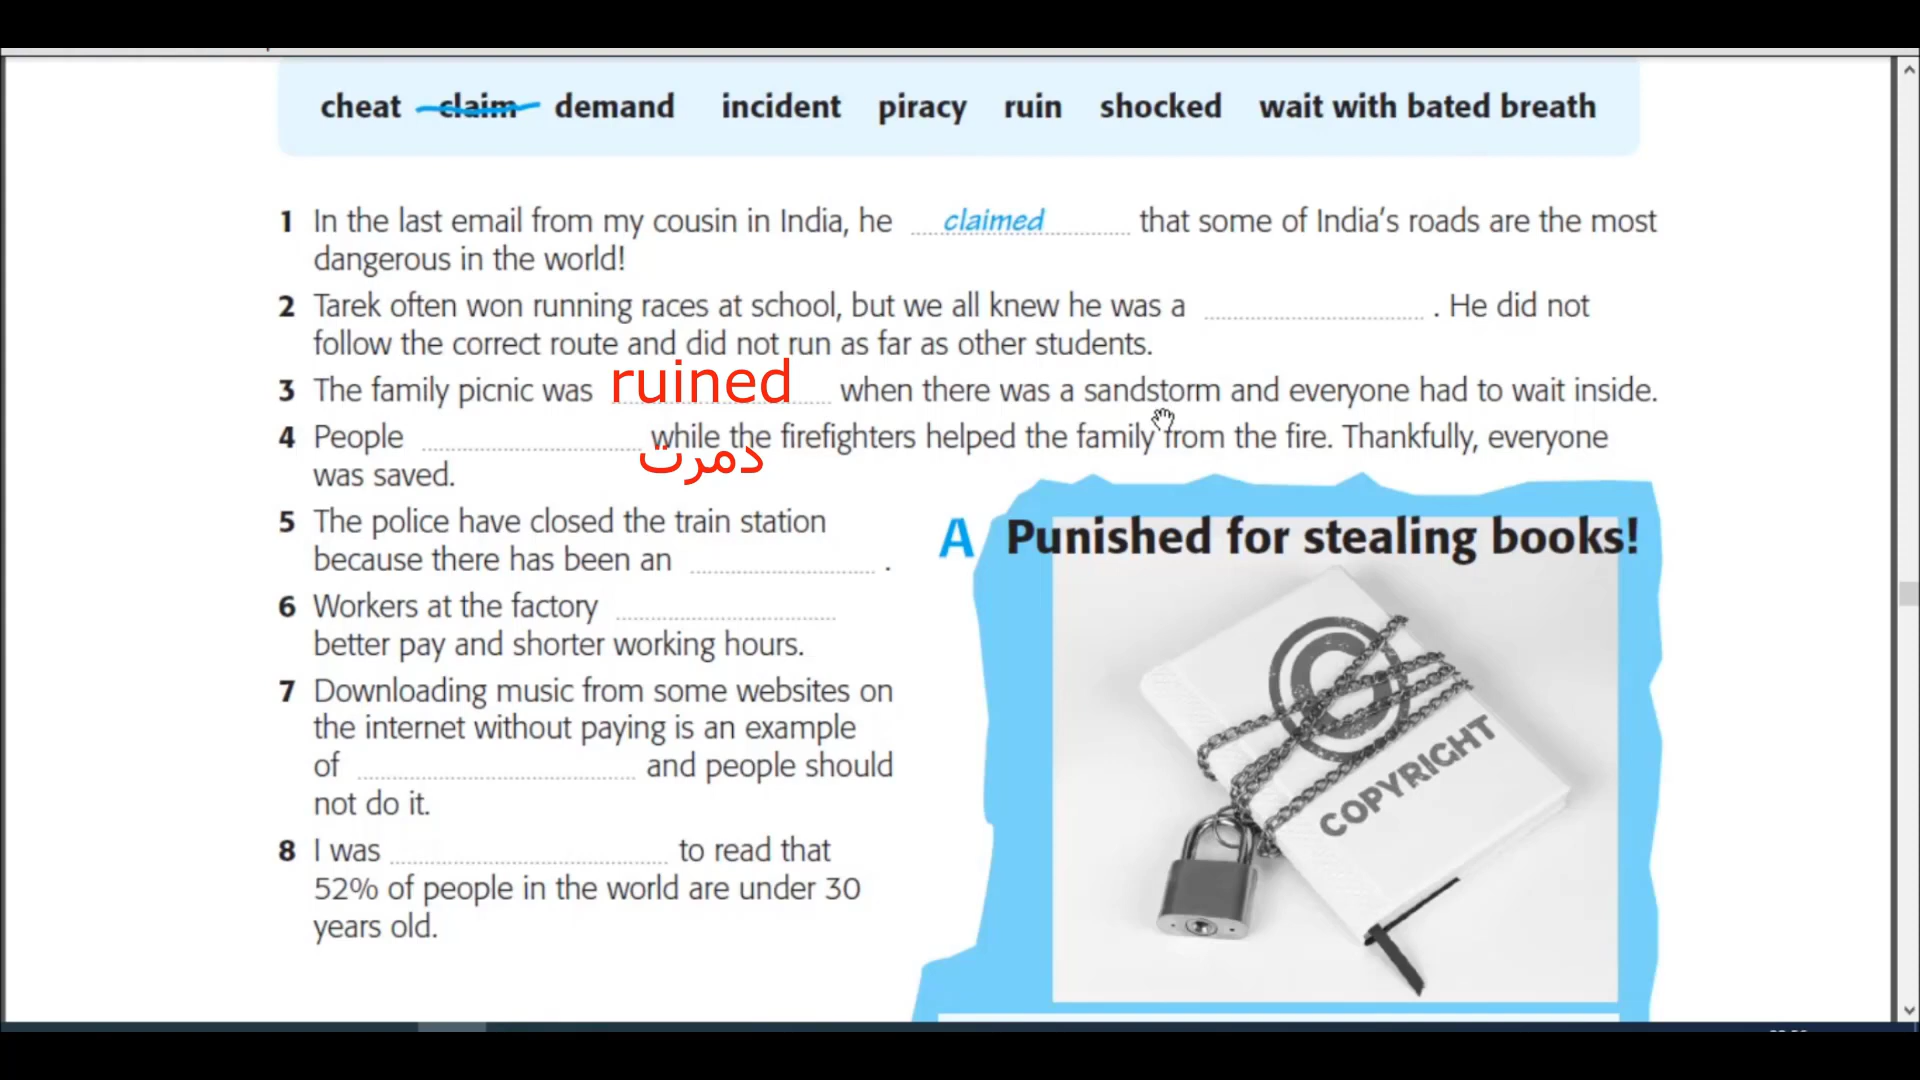 cheat claim demand incident piracy ruin shocked wait with bated breath
1 In the last email from my cousin in India, he claimed that some of India's roads are the most
dangerous in the world!
2 Tarek often won running races at school, but we all knew he was a . He did not
follow the correct route and did not run as far as other students.
3 The family picnic was ruined when there was a sandstorm and everyone had to wait inside.
4 People while the firefighters helped the family from the fire. Thankfully, everyone
دمرت
was saved.
5 The police have closed the train station
because there has been an .
6 Workers at the factory
better pay and shorter working hours.
7 Downloading music from some websites on
the internet without paying is an example
of and people should
not do it.
8 I was to read that
52% of people in the world are under 30
years old.
A Punished for stealing books!
COPYRIGHT